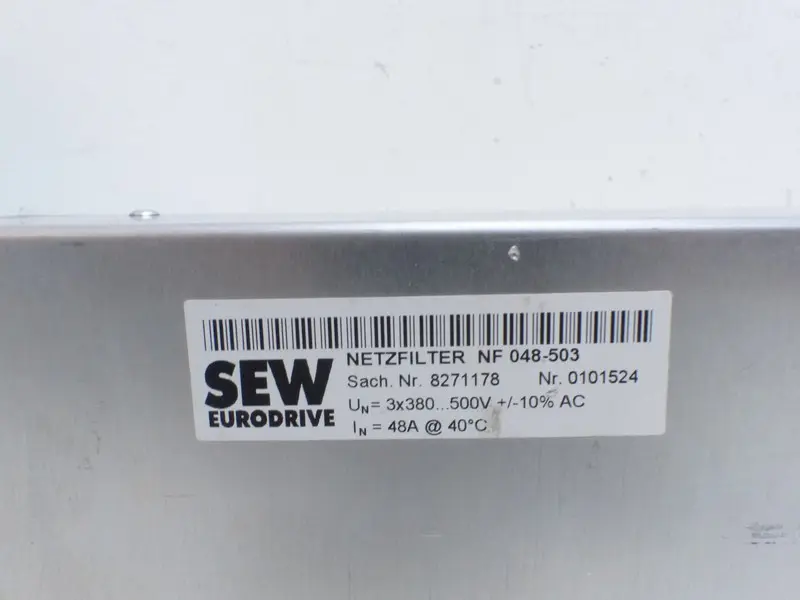 NETZFILTER NF 048-503
SEW
EURODRIVE
Sach. Nr. 8271178 Nr. 0101524
UN= 3x380...500V +/-10% AC
IN = 48A @ 40°C